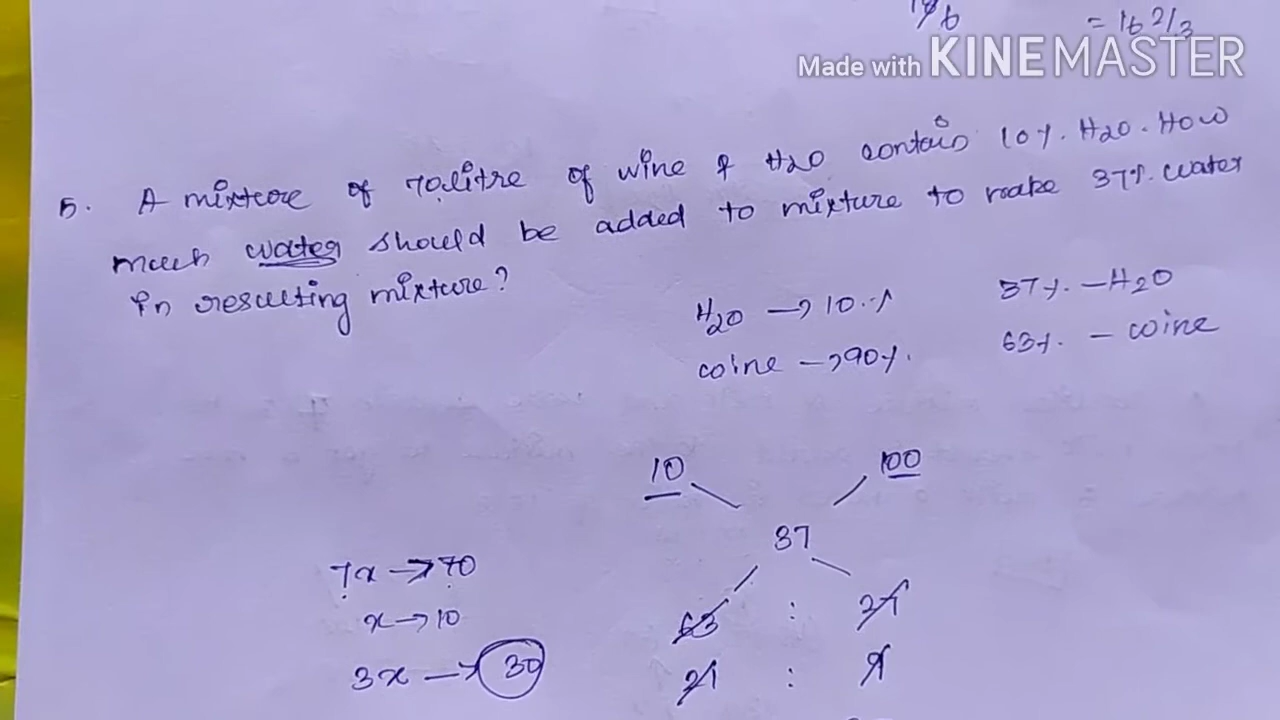 = 16 2/3
Made with KINEMASTER
5. A mixture of 70 litre of wine & H2O contain 10%. H2O. How
much water should be added to mixture to make 37% water
in resulting mixture?
H2O → 10%
37% - H2O
wine → 90%.
63% - wine
10 100
37
7x → 70
63 : 27
x → 10
3x → 30
21 : 9